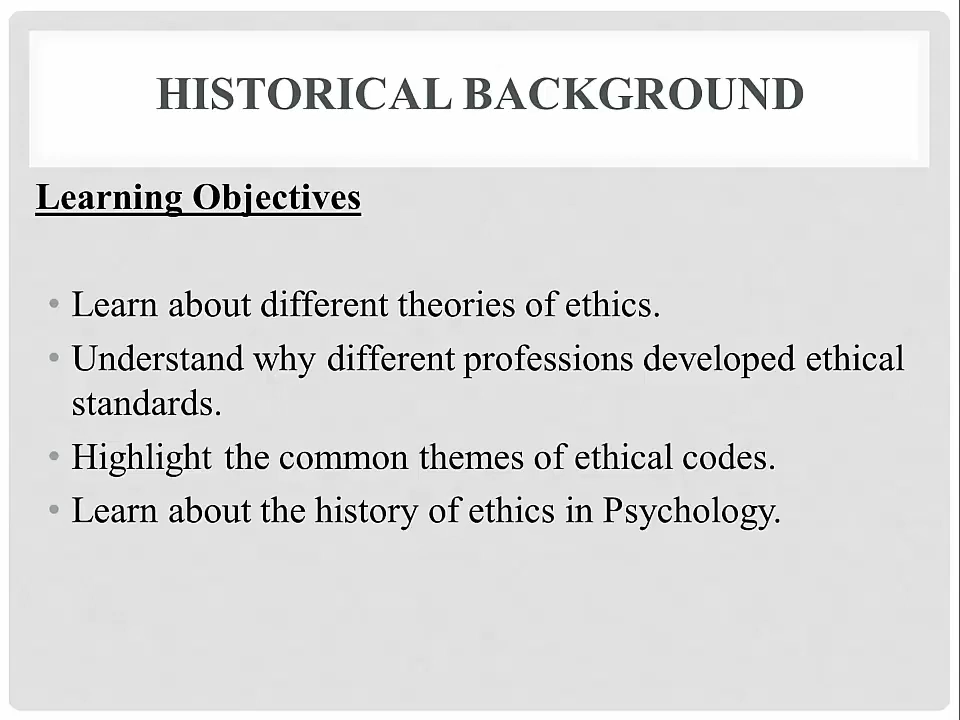 HISTORICAL BACKGROUND
Learning Objectives
• Learn about different theories of ethics.
• Understand why different professions developed ethical
standards.
• Highlight the common themes of ethical codes.
• Learn about the history of ethics in Psychology.